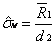 σ̂w = R̄1 / d2